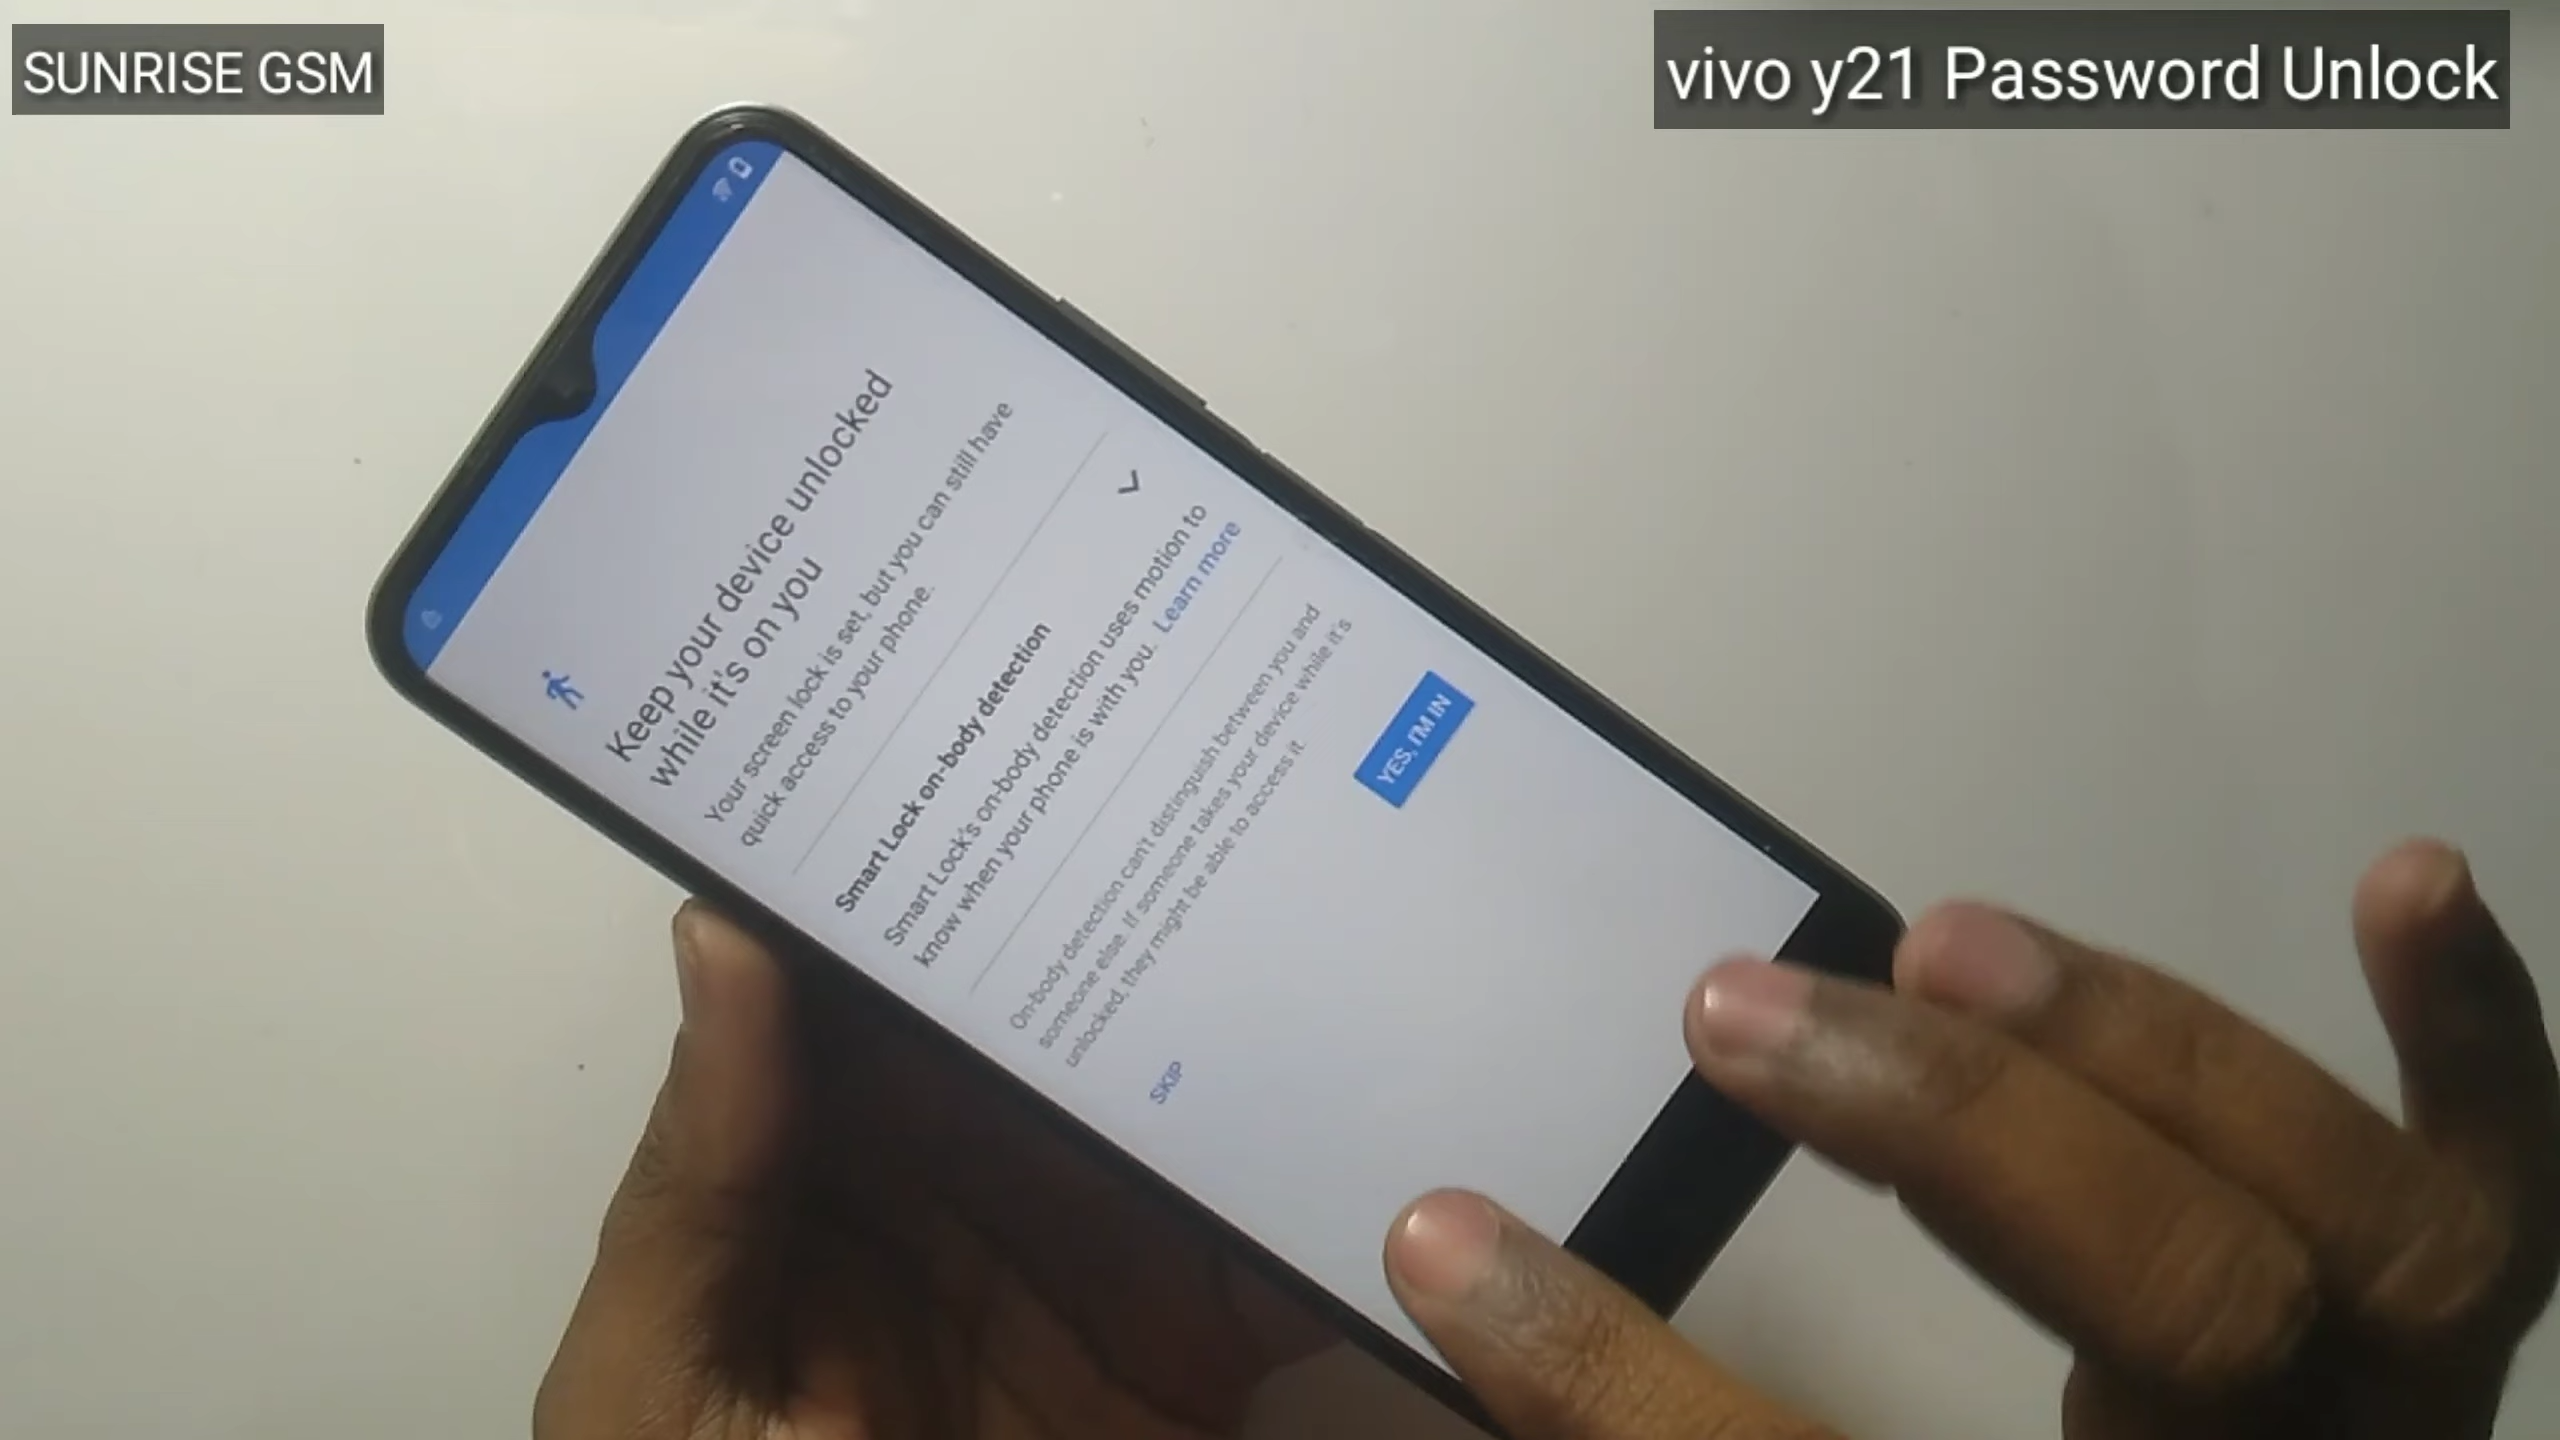 SUNRISE GSM
vivo y21 Password Unlock
Keep your device unlocked
while it's on you
Your screen lock is set, but you can still have
quick access to your phone.
Smart Lock on-body detection
Smart Lock's on-body detection uses motion to
know when your phone is with you. Learn more
On-body detection can't distinguish between you and
someone else. If someone takes your device while it's
unlocked, they might be able to access it.
YES, I'M IN
SKIP